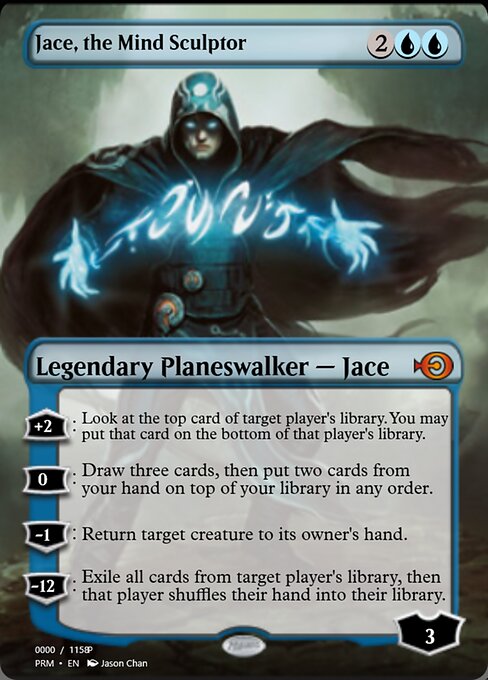 Jace, the Mind Sculptor
2
Legendary Planeswalker — Jace
+2: Look at the top card of target player's library. You may
put that card on the bottom of that player's library.
0: Draw three cards, then put two cards from
your hand on top of your library in any order.
-1: Return target creature to its owner's hand.
-12: Exile all cards from target player's library, then
that player shuffles their hand into their library.
3
0000 / 1158P
PRM • EN Jason Chan